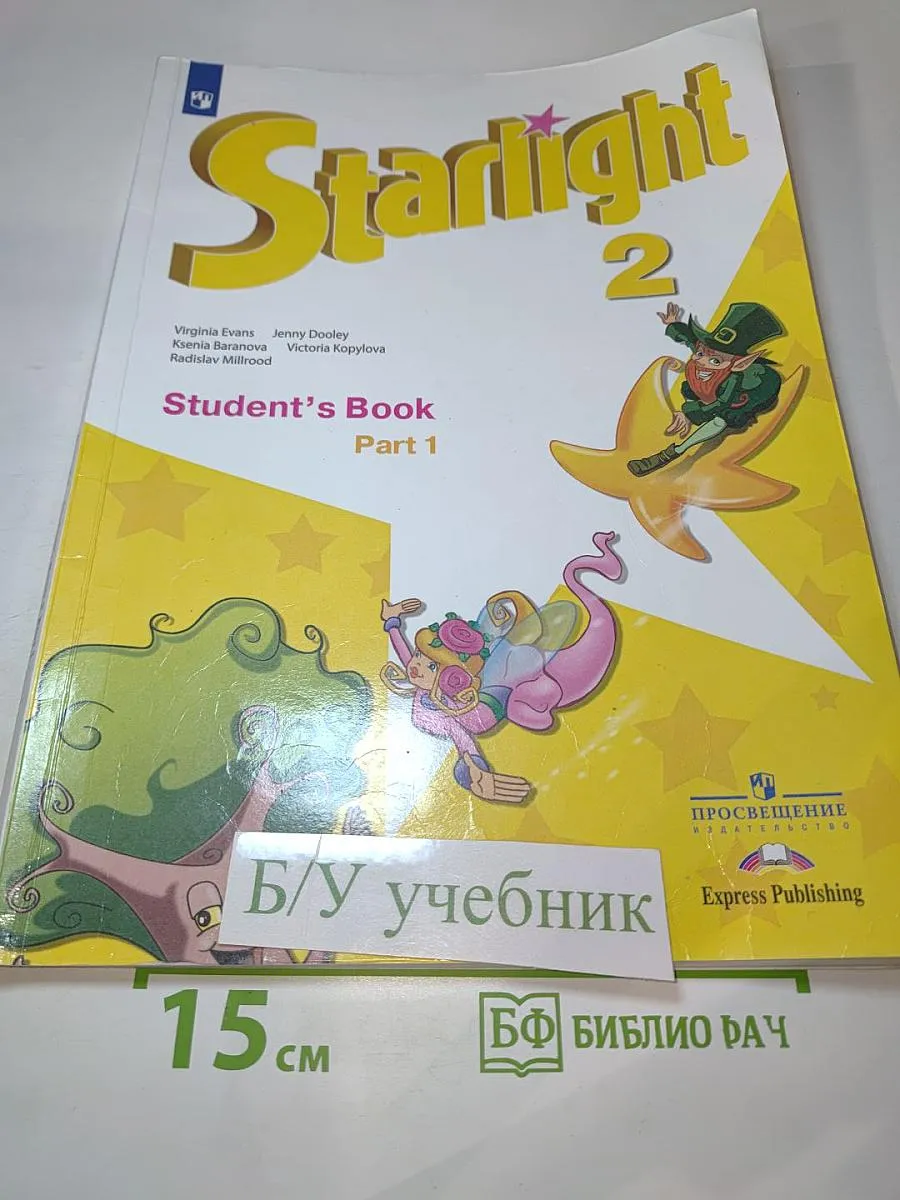 Starlight
2
Virginia Evans Jenny Dooley
Ksenia Baranova Victoria Kopylova
Radislav Millrood
Student's Book
Part 1
ПРОСВЕЩЕНИЕ
ИЗДАТЕЛЬСТВО
Express Publishing
Б/У учебник
15 см
БФ БИБЛИО РАЧ